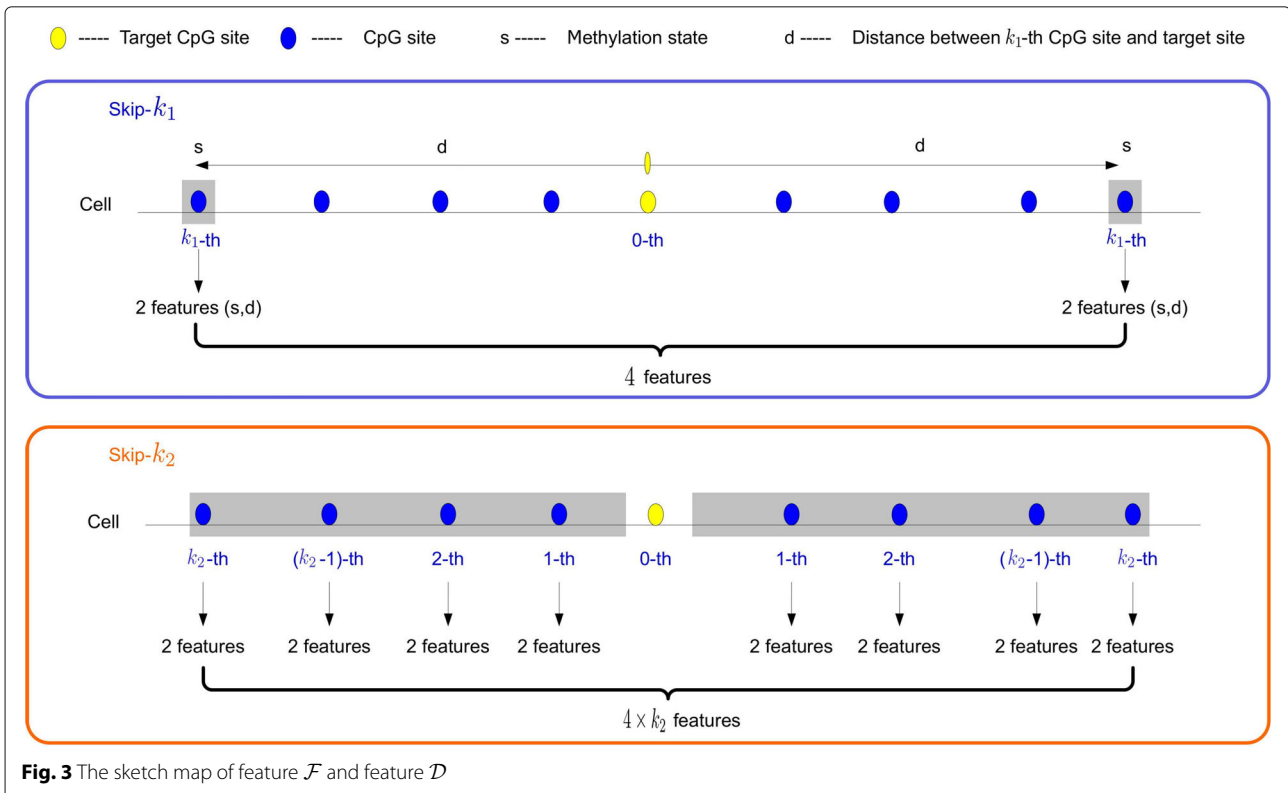 ----- Target CpG site ----- CpG site s ----- Methylation state d ----- Distance between k₁-th CpG site and target site
Skip-k₁
s d d s
Cell
k₁-th 0-th k₁-th
2 features (s,d) 2 features (s,d)
4 features
Skip-k₂
Cell
k₂-th (k₂-1)-th 2-th 1-th 0-th 1-th 2-th (k₂-1)-th k₂-th
2 features 2 features 2 features 2 features 2 features 2 features 2 features 2 features
4 × k₂ features
Fig. 3 The sketch map of feature ℱ and feature 𝒟